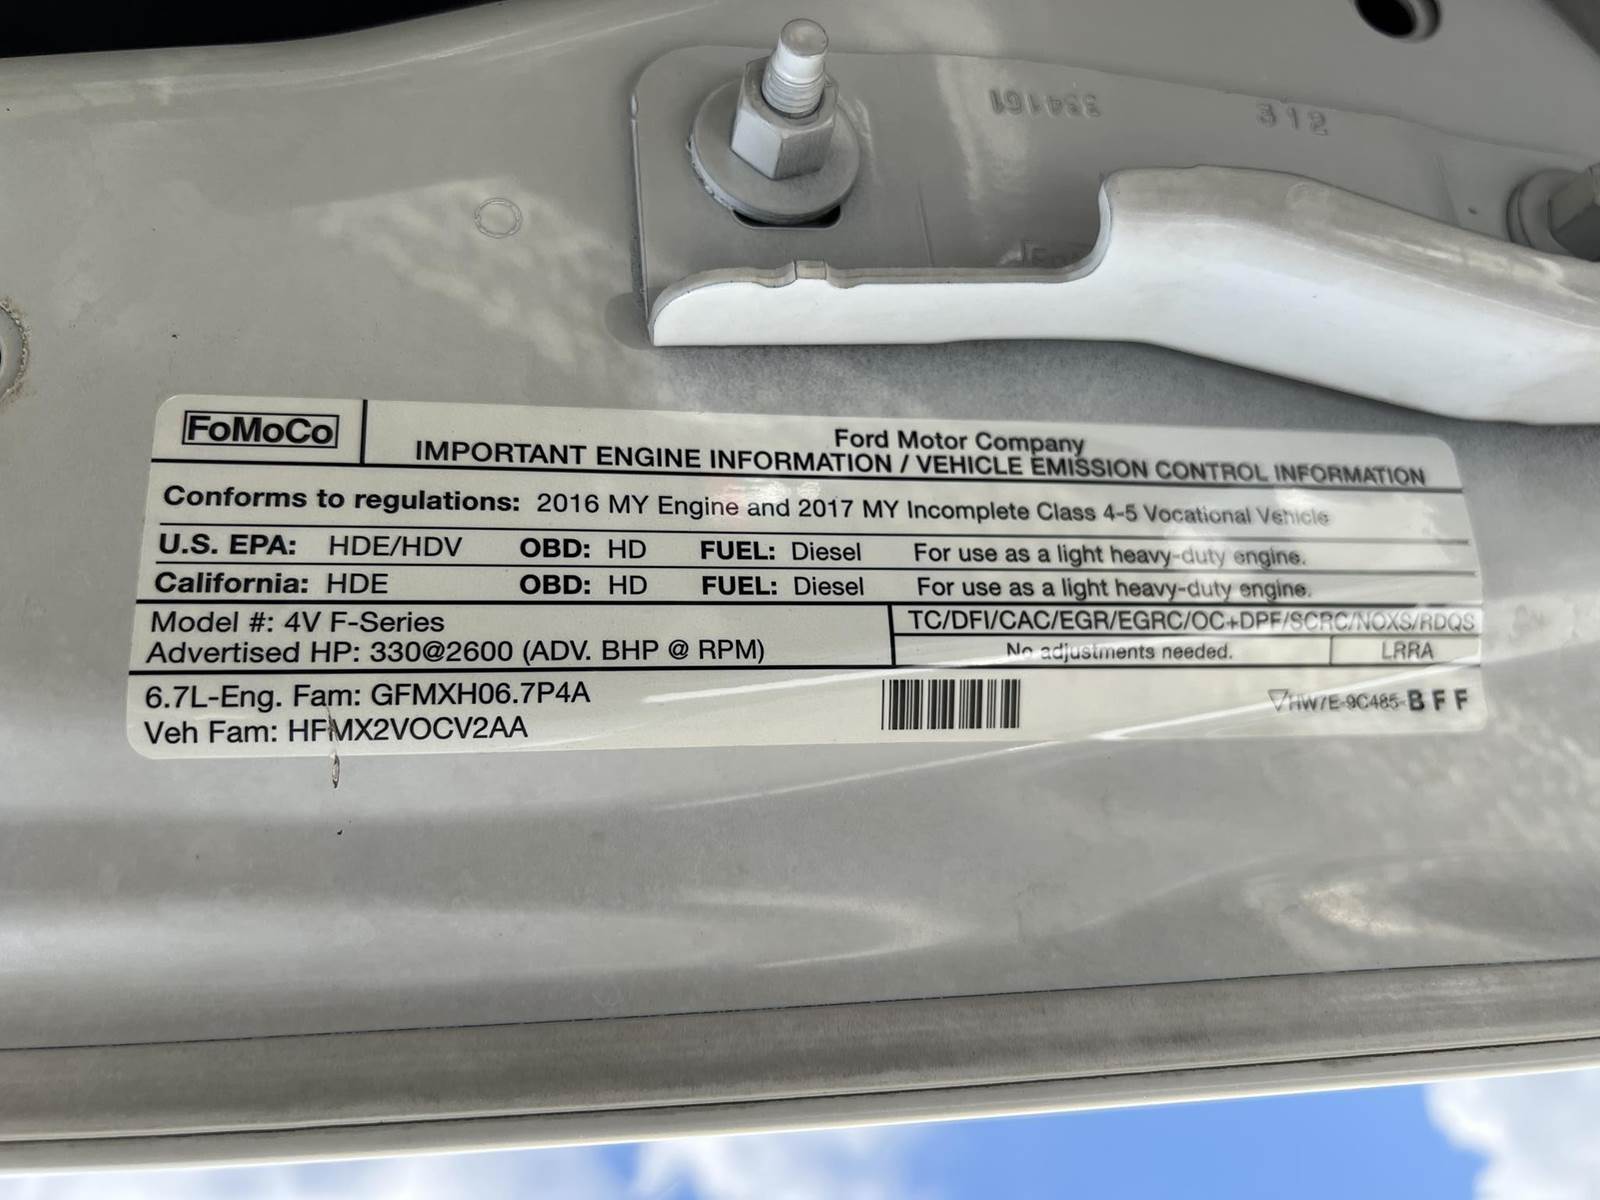 334161
312
FoMoCo
Ford Motor Company
IMPORTANT ENGINE INFORMATION / VEHICLE EMISSION CONTROL INFORMATION
Conforms to regulations: 2016 MY Engine and 2017 MY Incomplete Class 4-5 Vocational Vehicle
U.S. EPA: HDE/HDV OBD: HD FUEL: Diesel For use as a light heavy-duty engine.
California: HDE OBD: HD FUEL: Diesel For use as a light heavy-duty engine.
Model #: 4V F-Series
Advertised HP: 330@2600 (ADV. BHP @ RPM)
TC/DFI/CAC/EGR/EGRC/OC+DPF/SCRC/NOXS/RDQS
No adjustments needed. LRRA
6.7L-Eng. Fam: GFMXH06.7P4A
Veh Fam: HFMX2VOCV2AA
HW7E-9C485-BFF